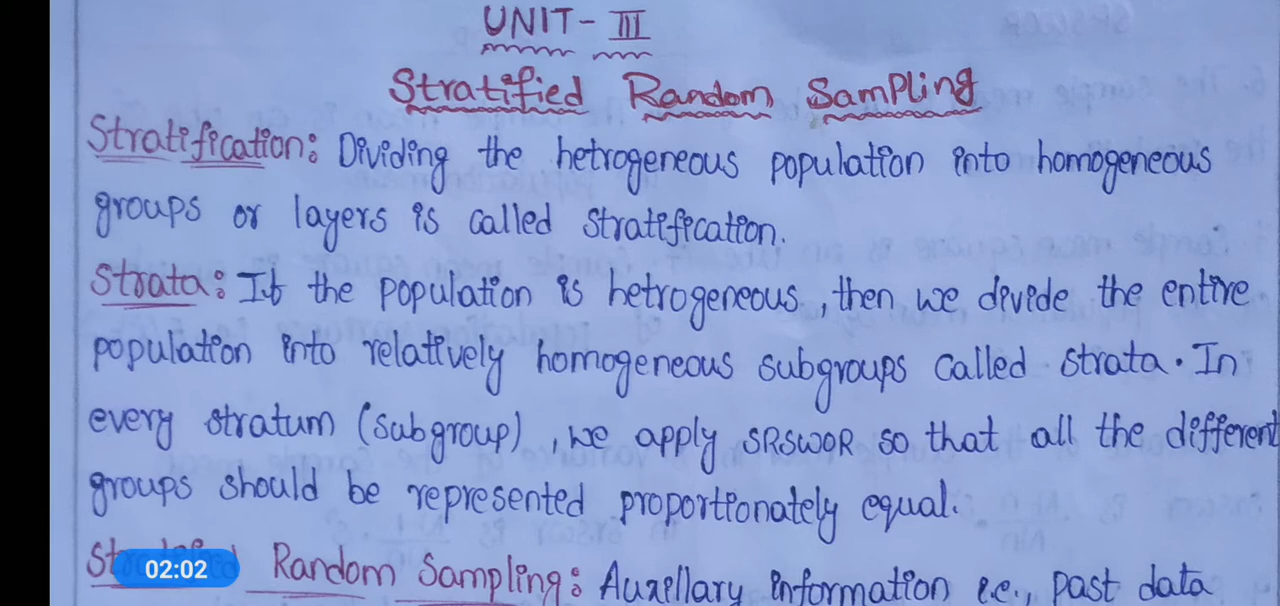 UNIT - III
Stratified Random Sampling
Stratification: Dividing the hetrogeneous population into homogeneous
groups or layers is called stratification.
Strata: If the population is hetrogeneous, then we divide the entire
population into relatively homogeneous subgroups called strata. In
every stratum (subgroup), we apply SRSWOR so that all the different
groups should be represented proportionately equal.
Random Sampling: Auxillary information i.e., past data
02:02